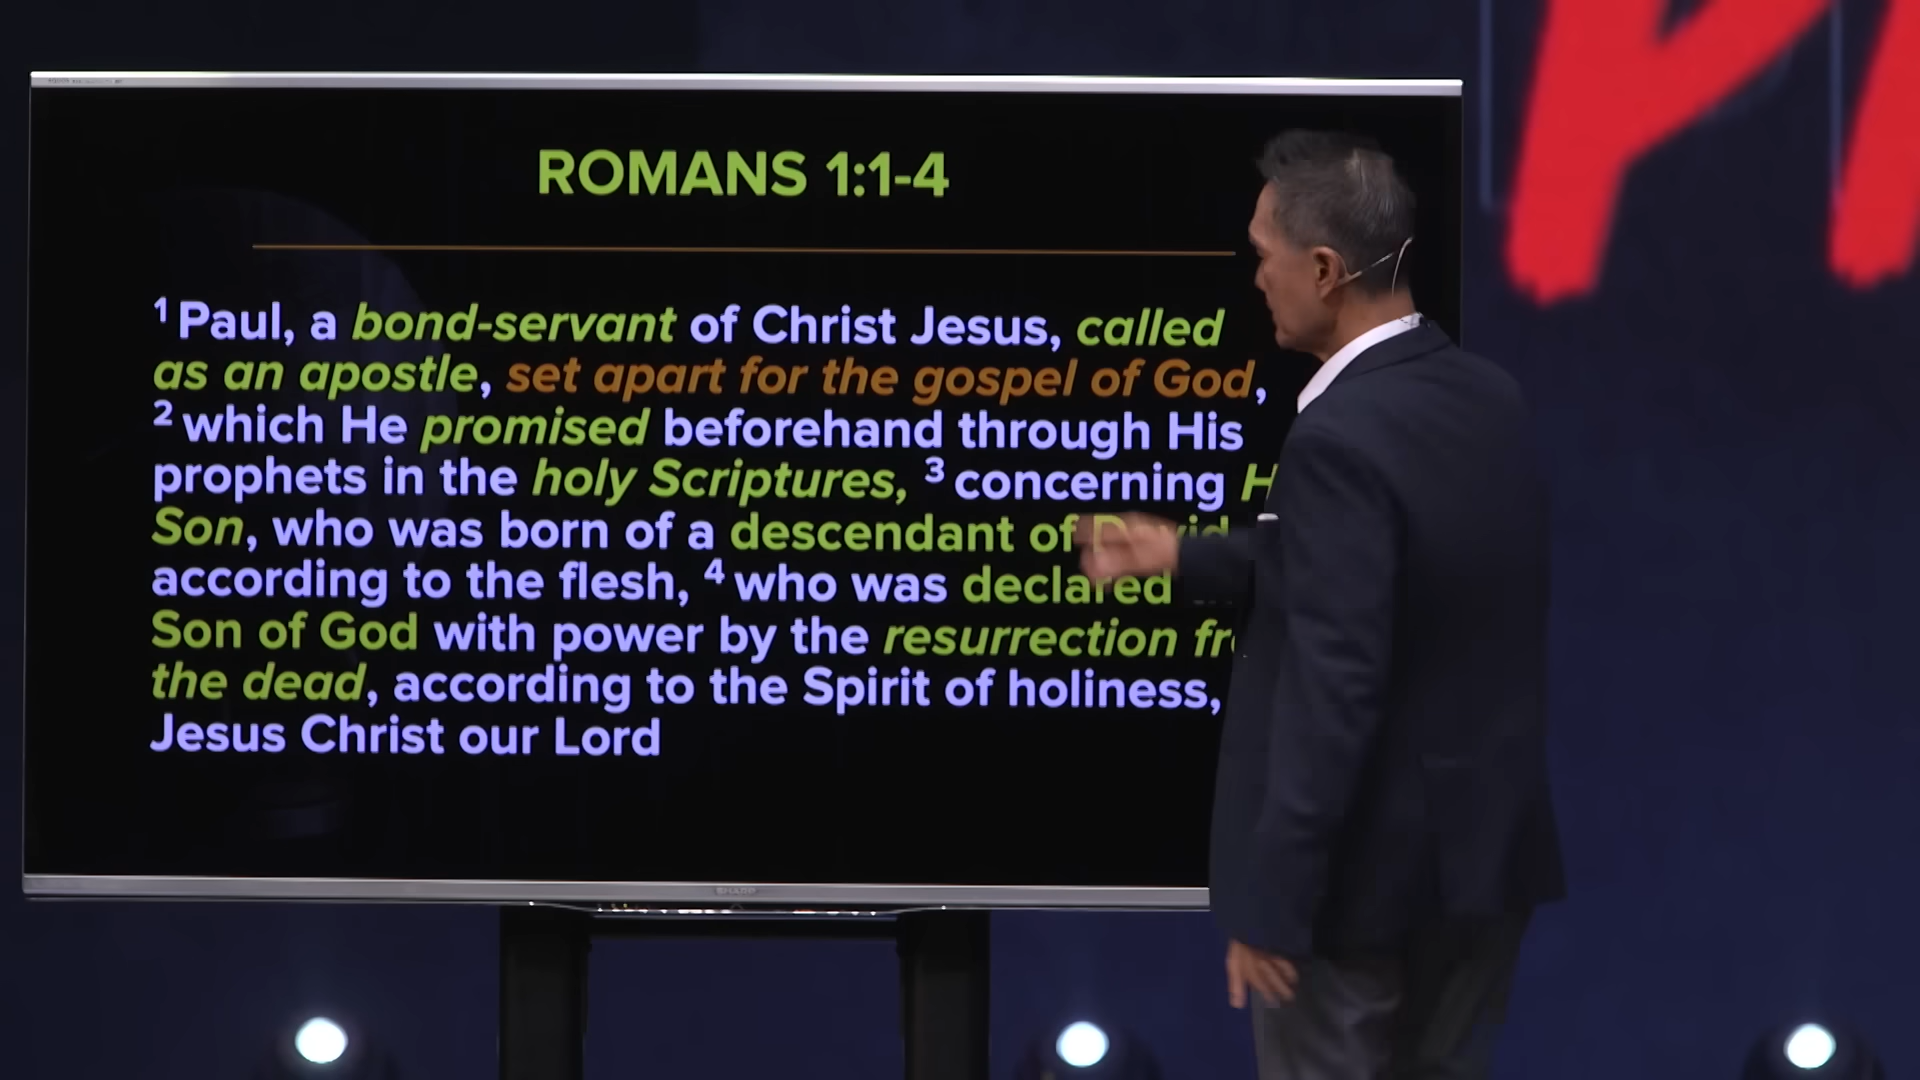 ROMANS 1:1-4
1 Paul, a bond-servant of Christ Jesus, called
as an apostle, set apart for the gospel of God,
2 which He promised beforehand through His
prophets in the holy Scriptures, 3 concerning
Son, who was born of a descendant of David
according to the flesh, 4 who was declared
Son of God with power by the resurrection
the dead, according to the Spirit of holiness,
Jesus Christ our Lord
SHARP